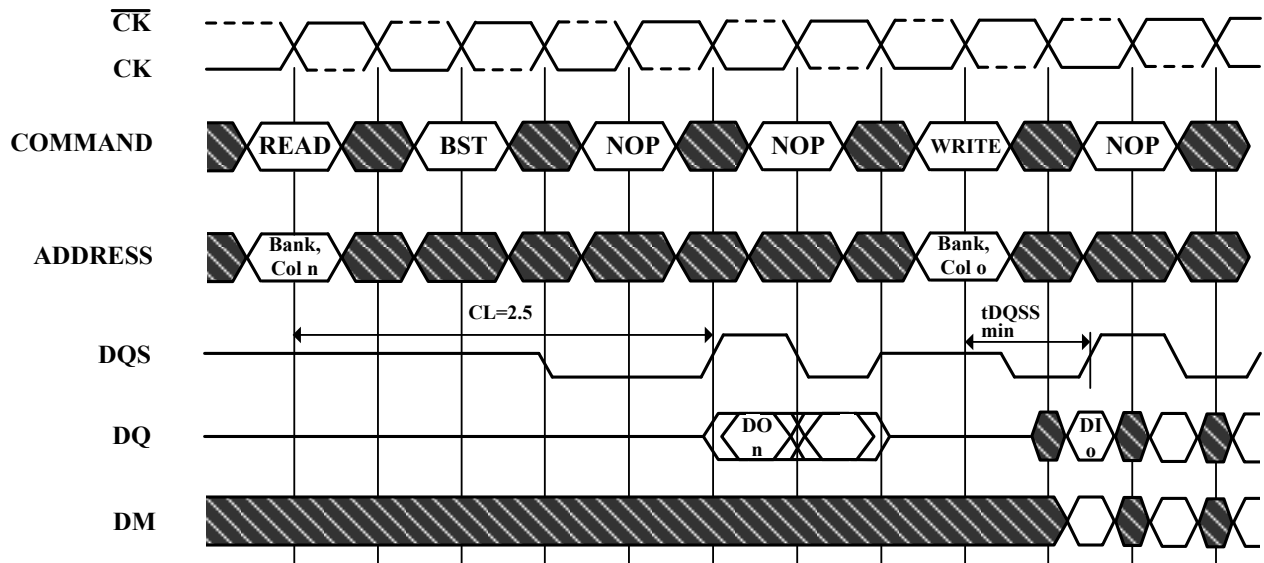 CK
CK
COMMAND
READ
BST
NOP
NOP
WRITE
NOP
ADDRESS
Bank,
Col n
Bank,
Col o
CL=2.5
tDQSS
min
DQS
DQ
DO
n
DI
o
DM